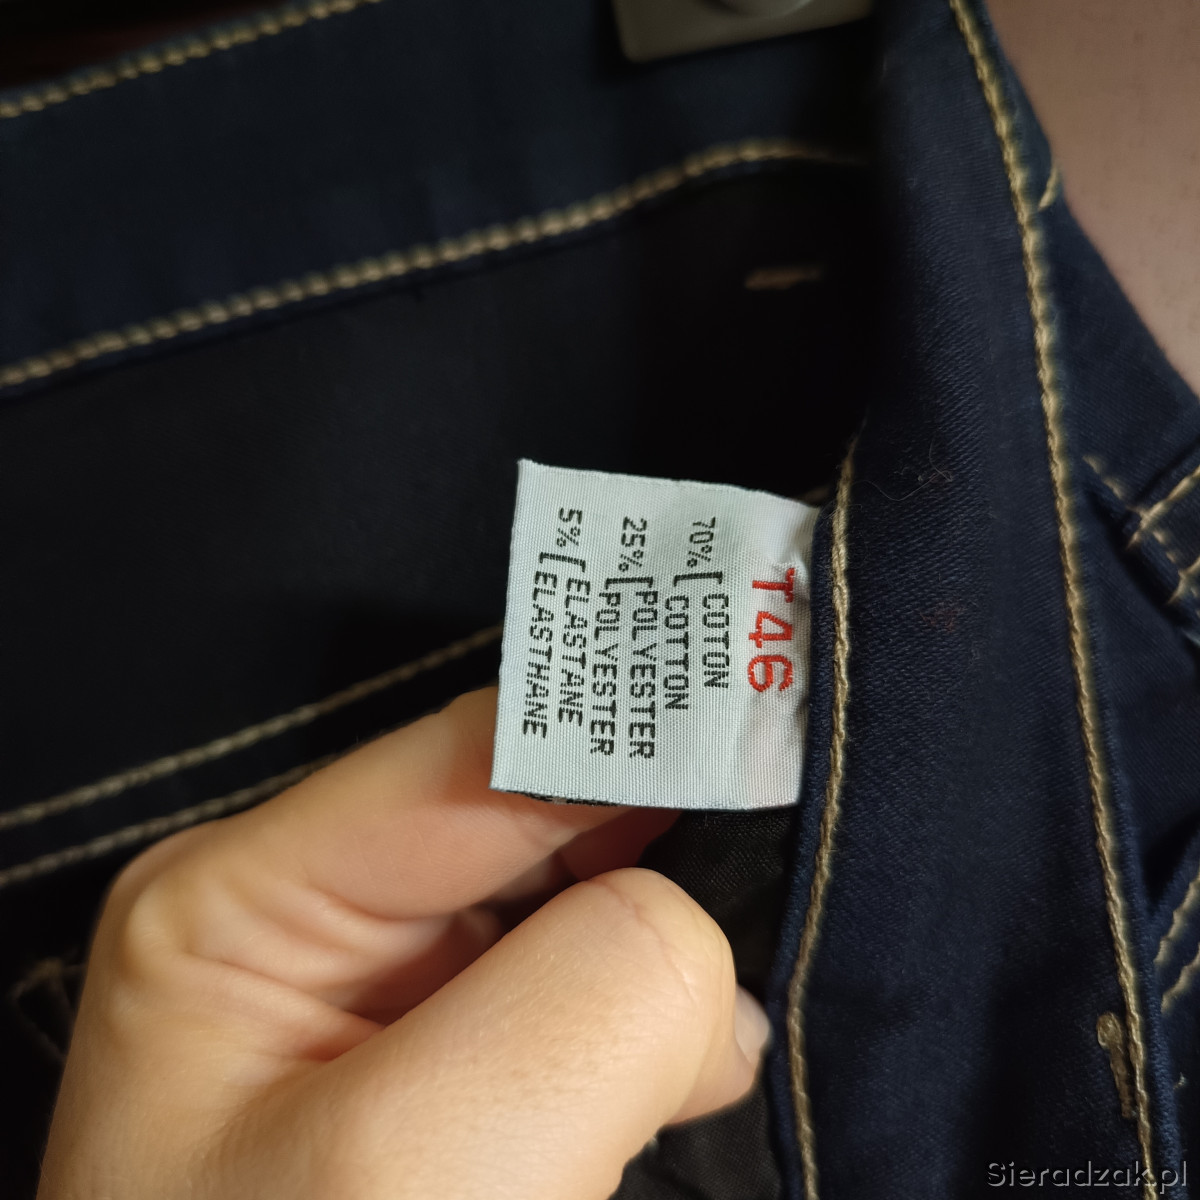 T46
70% [ COTON
COTTON
25% [ POLYESTER
POLYESTER
5% [ ELASTANE
ELASTHANE
Sieradzak.pl